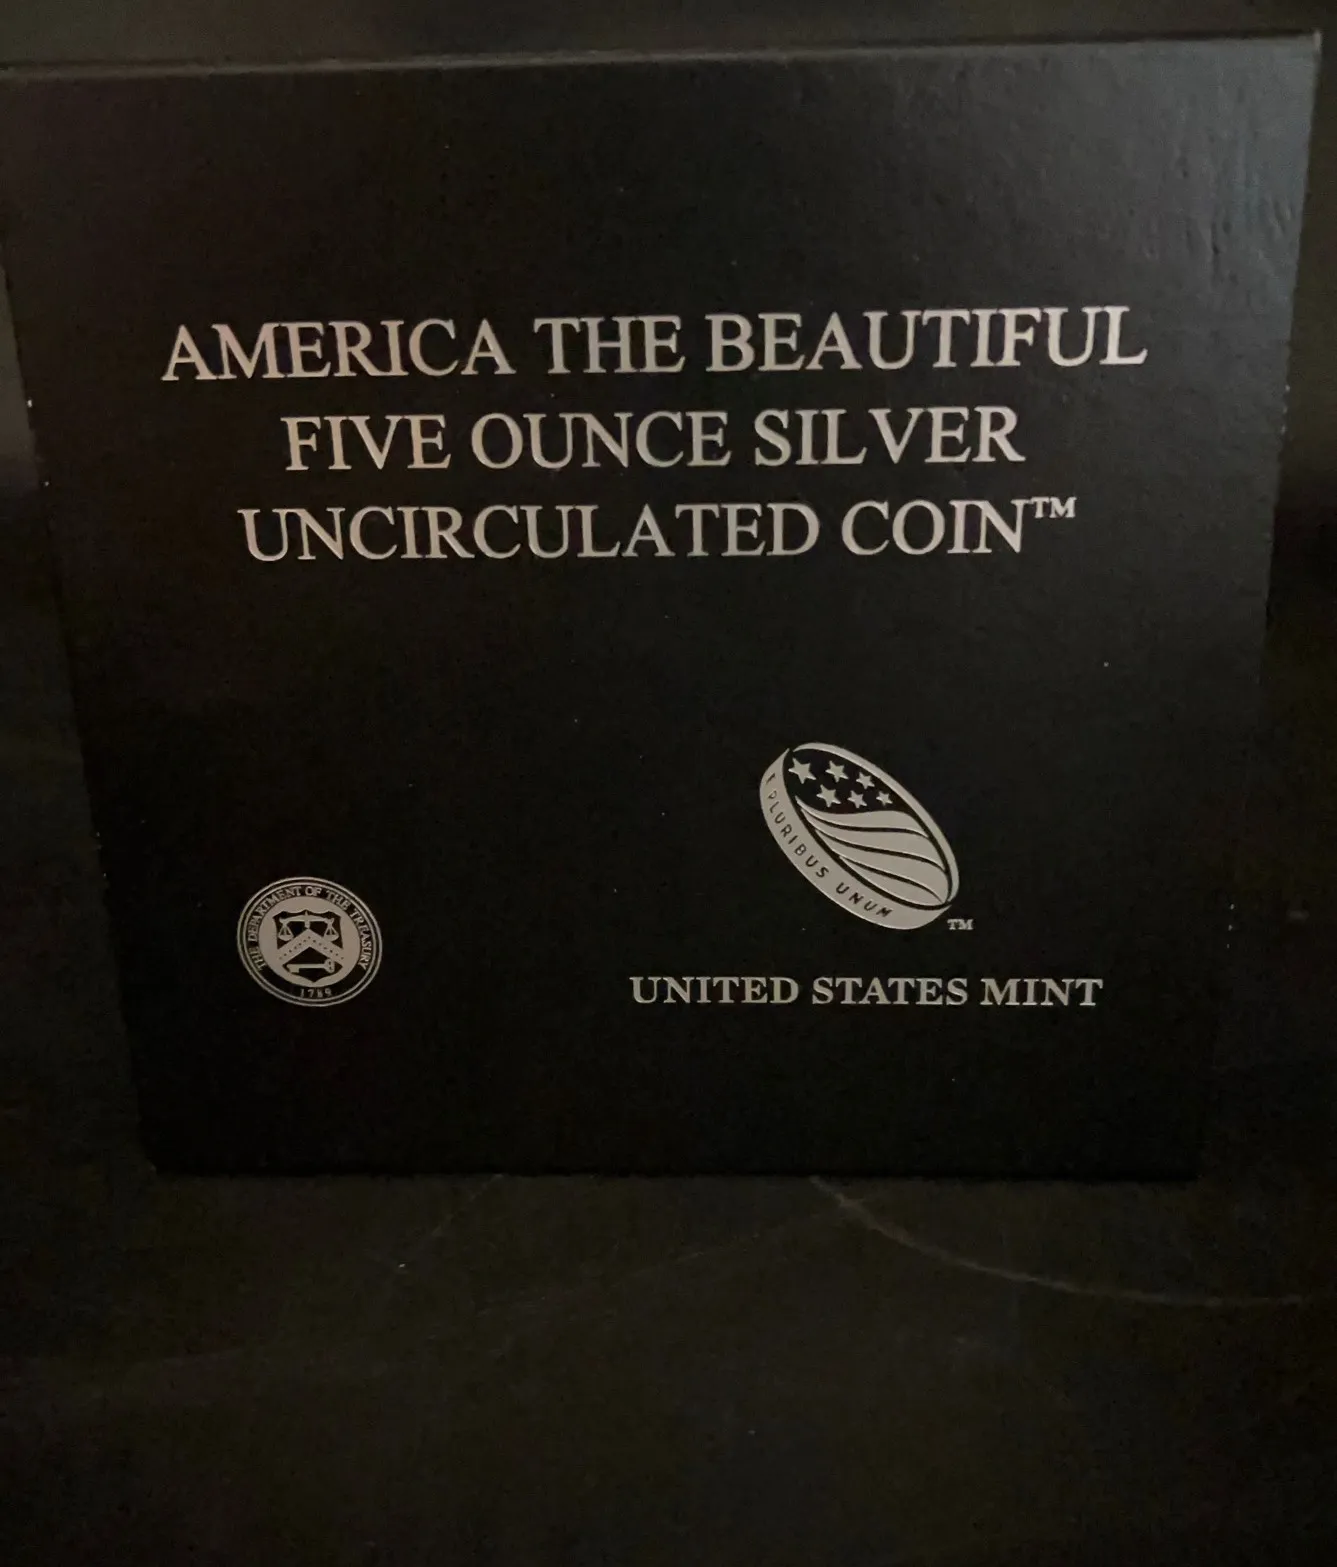 AMERICA THE BEAUTIFUL
FIVE OUNCE SILVER
UNCIRCULATED COIN™
E PLURIBUS UNUM
™
THE DEPARTMENT OF THE TREASURY
1789
UNITED STATES MINT